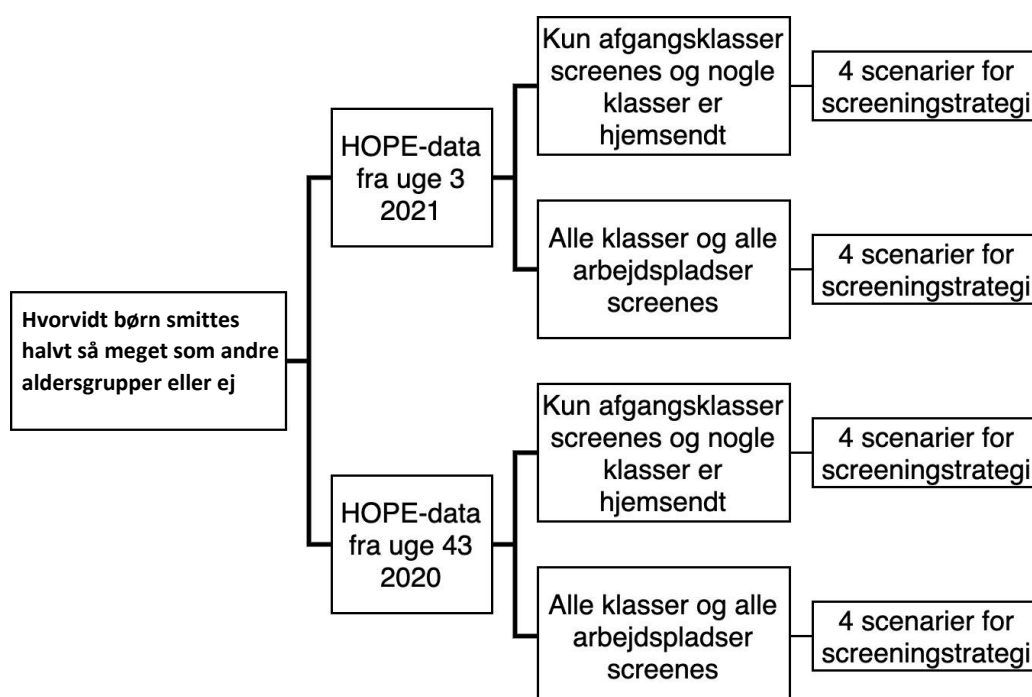 Hvorvidt børn smittes
halvt så meget som andre
aldersgrupper eller ej
HOPE-data
fra uge 3
2021
Kun afgangsklasser
screenes og nogle
klasser er
hjemsendt
4 scenarier for
screeningstrategi
Alle klasser og alle
arbejdspladser
screenes
4 scenarier for
screeningstrategi
HOPE-data
fra uge 43
2020
Kun afgangsklasser
screenes og nogle
klasser er
hjemsendt
4 scenarier for
screeningstrategi
Alle klasser og alle
arbejdspladser
screenes
4 scenarier for
screeningstrategi